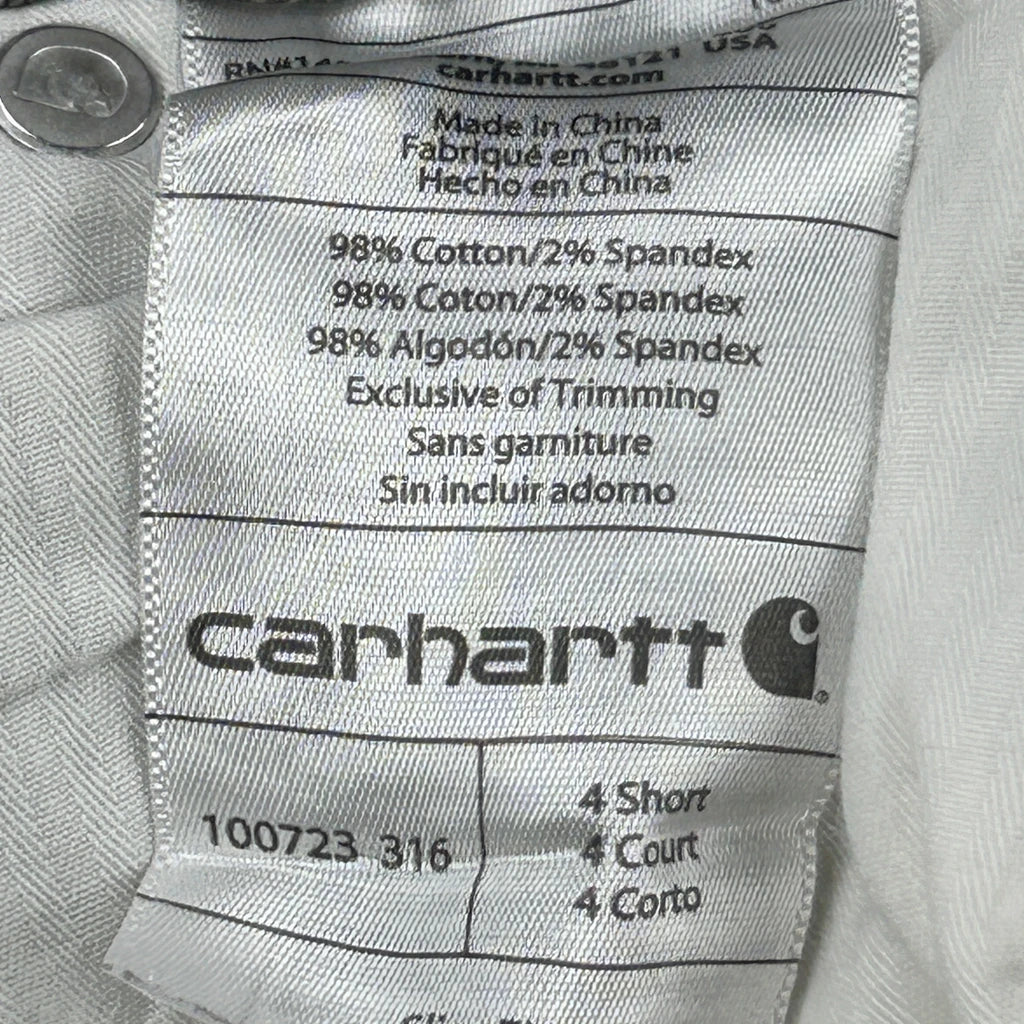 USA
carhartt.com
Made in China
Fabriqué en Chine
Hecho en China
98% Cotton/2% Spandex
98% Coton/2% Spandex
98% Algodón/2% Spandex
Exclusive of Trimming
Sans garniture
Sin incluir adorno
carhartt
100723 316
4 Short
4 Court
4 Corto